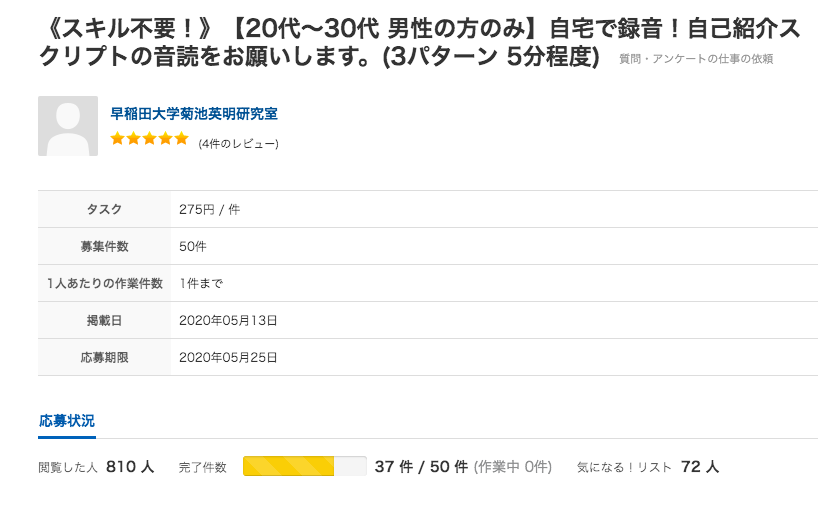 《スキル不要！》【20代〜30代 男性の方のみ】自宅で録音！自己紹介ス
クリプトの音読をお願いします。(3パターン 5分程度) 質問・アンケートの仕事の依頼
早稲田大学菊池英明研究室
(4件のレビュー)
タスク 275円 / 件
募集件数 50件
1人あたりの作業件数 1件まで
掲載日 2020年05月13日
応募期限 2020年05月25日
応募状況
閲覧した人 810 人 完了件数 37 件 / 50 件 (作業中 0件) 気になる！リスト 72 人